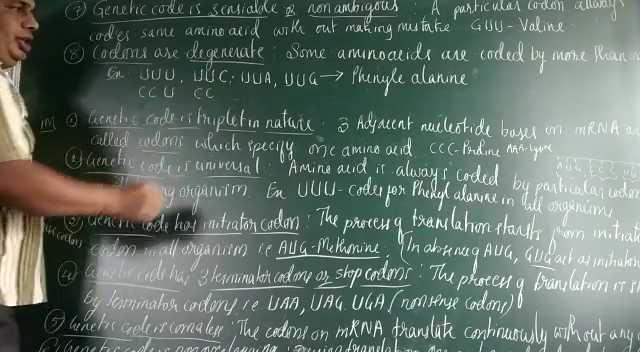 ⑦ Genetic code is sensiable & nonambigous : A particular codon always
codes same amino acid with out making mistake GUU - Valine.
⑧ Codons are degenerate : Some aminoacids are coded by more than
Ex. UUU, UUC, UUA, UUG → Phenyle alanine
CCU CC
1M ① Genetic code is triplet in nature : 3 Adjacent nucleotide bases on mRNA
called codons which specify one amino acid CCC-Proline AAA-Lysine
② Genetic code is universal : Amino acid is always coded by particular codon
organism. Ex UUU - codes for Phenyl alanine in all organism,
③ Genetic code has initiator codon : The process of translation starts from
codon in all organism ie AUG-Methionine. (In absence of AUG, GUG act as initiator
④ Genetic code has 3 terminator codons or stop codons : The process of translation is
by terminator codons ie. UAA, UAG, UGA (nonsense codons)
⑤ Genetic code is comaless : The codons on mRNA translate continuously without any
Genetic code is nonoverlapping :